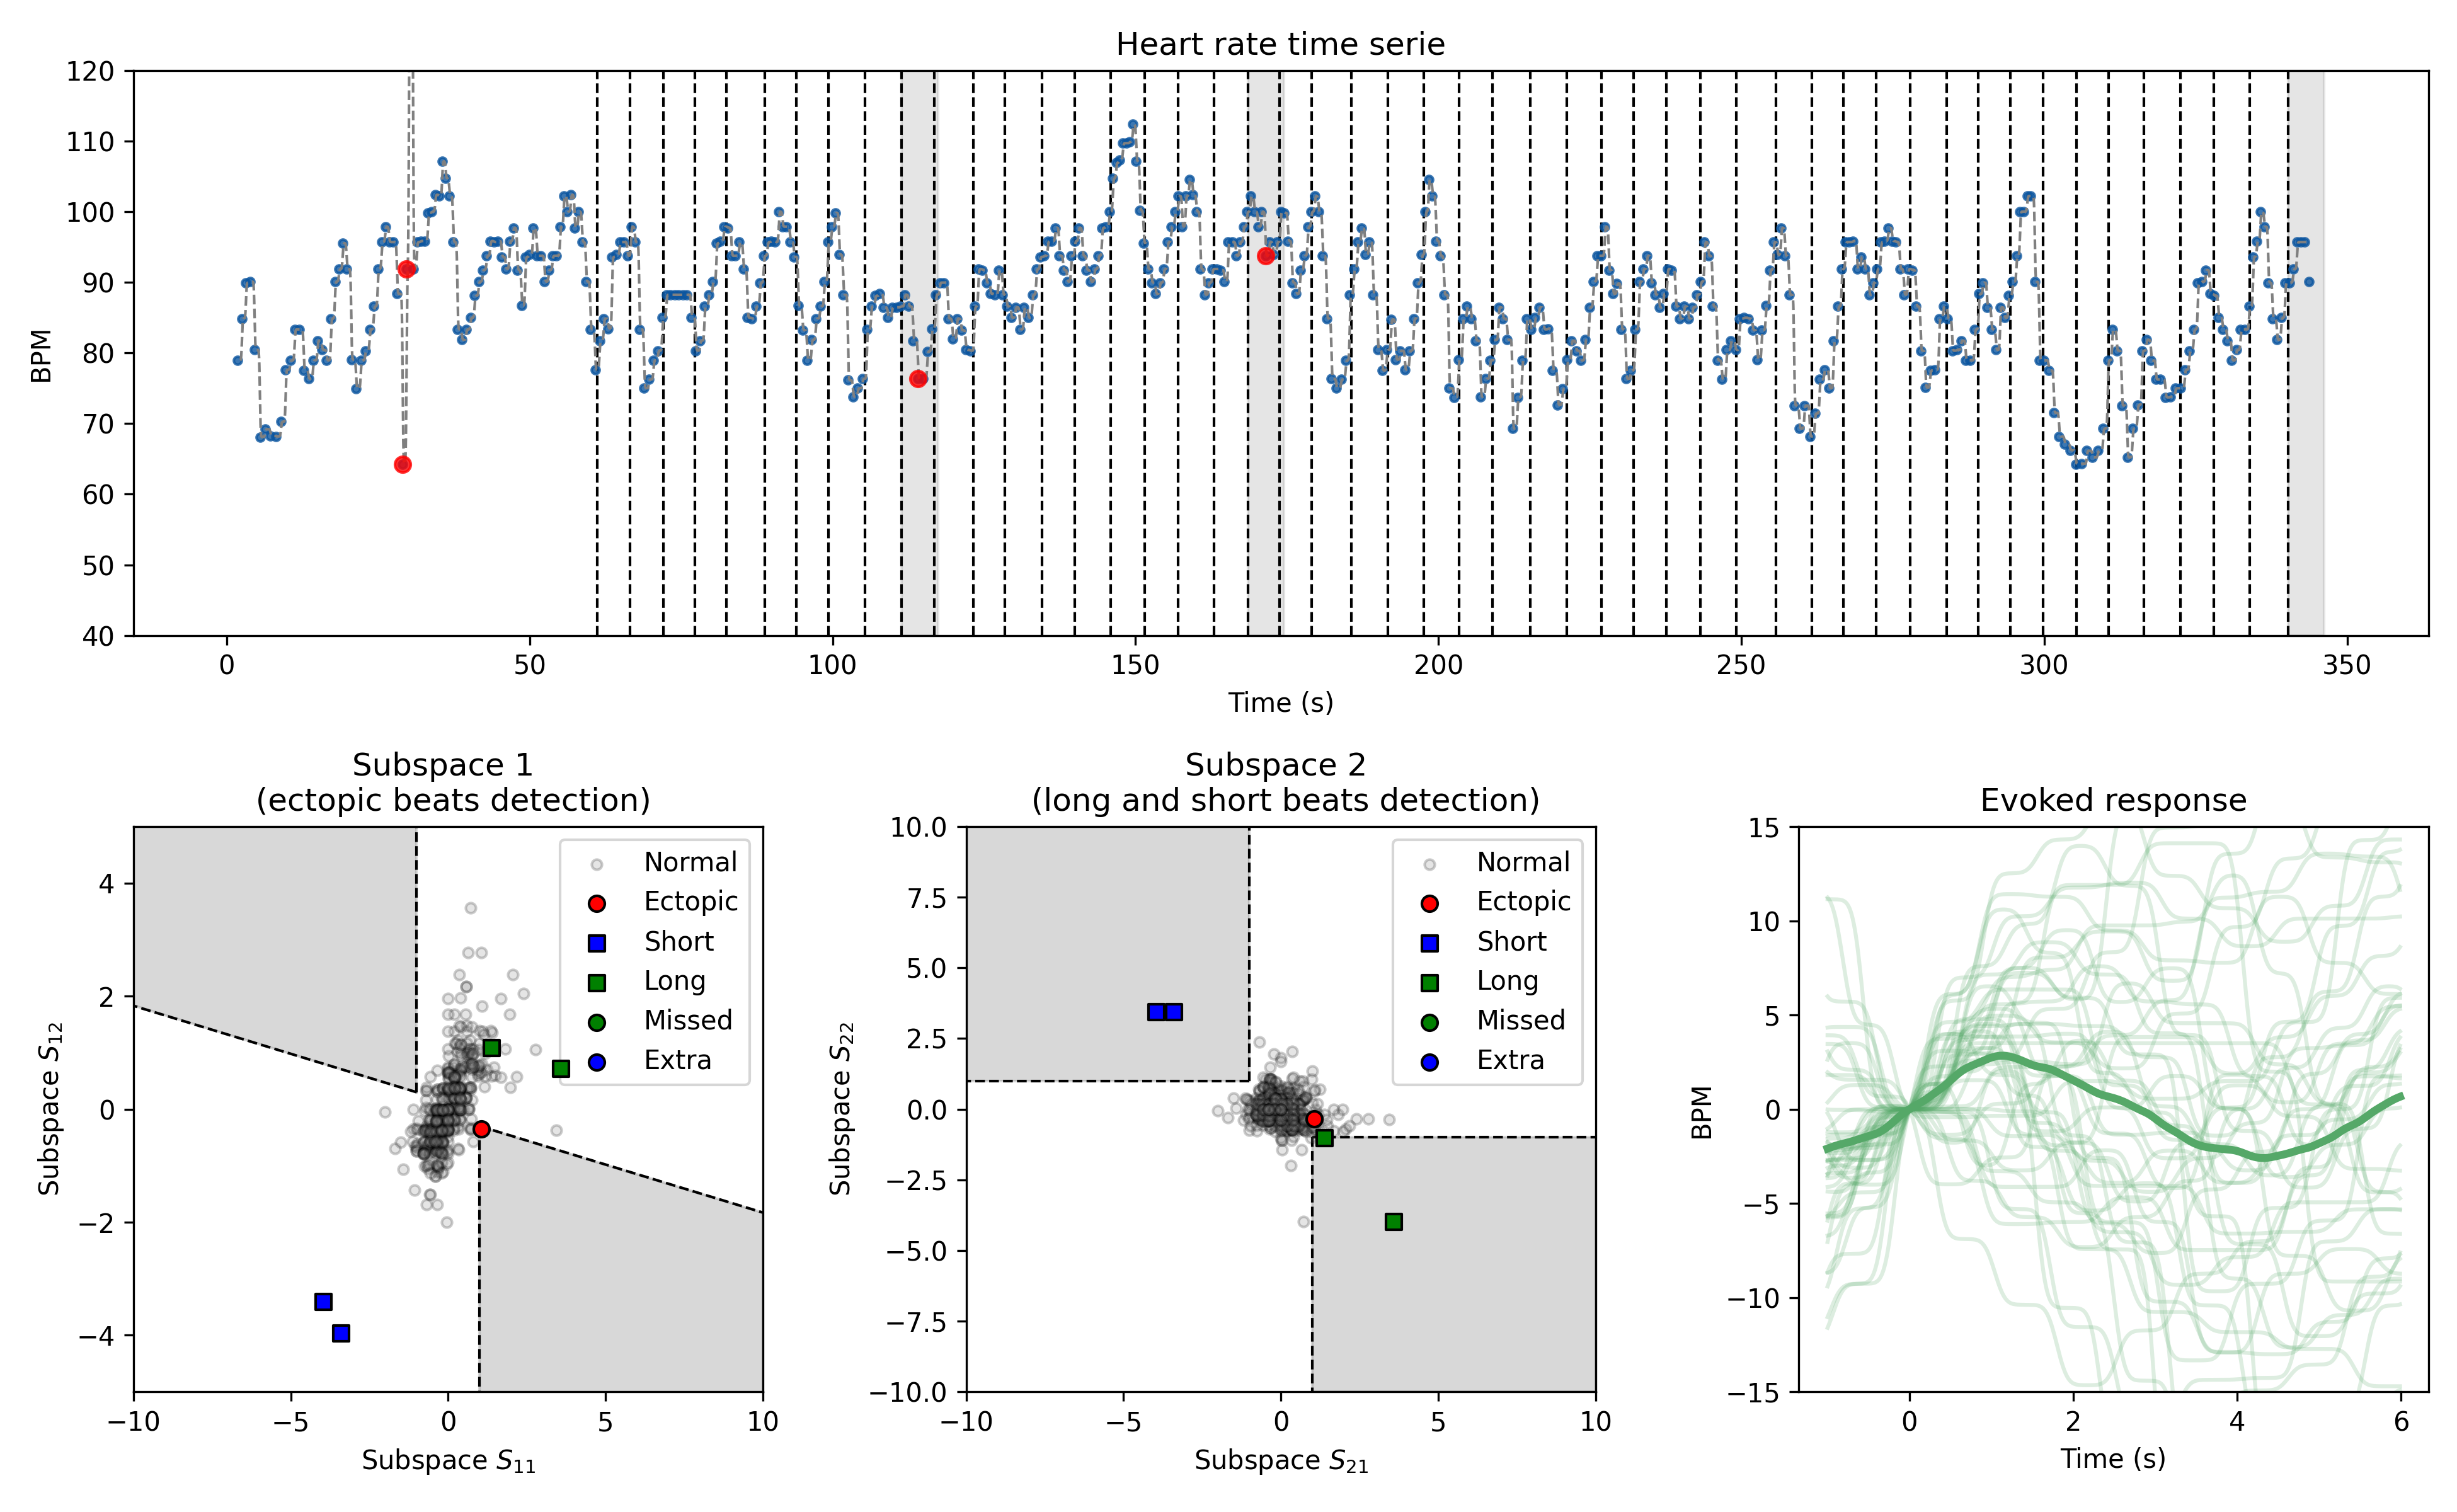 Heart rate time serie
120
110
100
90
80
70
60
50
40
BPM
0 50 100 150 200 250 300 350
Time (s)
Subspace 1
(ectopic beats detection)
4
2
0
−2
−4
Subspace S₁₂
Normal
Ectopic
Short
Long
Missed
Extra
−10 −5 0 5 10
Subspace S₁₁
Subspace 2
(long and short beats detection)
10.0
7.5
5.0
2.5
0.0
−2.5
−5.0
−7.5
−10.0
Subspace S₂₂
Normal
Ectopic
Short
Long
Missed
Extra
−10 −5 0 5 10
Subspace S₂₁
Evoked response
15
10
5
0
−5
−10
−15
BPM
0 2 4 6
Time (s)